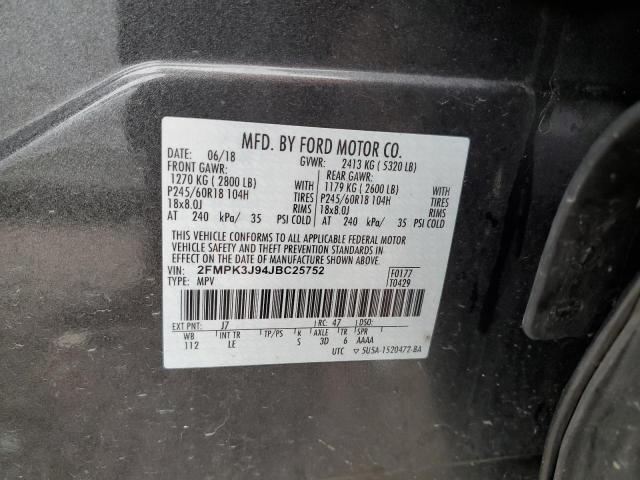 MFD. BY FORD MOTOR CO.
DATE: 06/18 GVWR: 2413 KG ( 5320 LB)
FRONT GAWR: REAR GAWR:
1270 KG ( 2800 LB) WITH 1179 KG ( 2600 LB) WITH
P245/60R18 104H TIRES P245/60R18 104H TIRES
18x8.0J RIMS 18x8.0J RIMS
AT 240 kPa/ 35 PSI COLD AT 240 kPa/ 35 PSI COLD
THIS VEHICLE CONFORMS TO ALL APPLICABLE FEDERAL MOTOR
VEHICLE SAFETY AND THEFT PREVENTION STANDARDS IN
EFFECT ON THE DATE OF MANUFACTURE SHOWN ABOVE.
VIN: 2FMPK3J94JBC25752 F0177
TYPE: MPV T0429
EXT PNT: J7 RC: 47 DSO:
WB INT TR TP/PS R AXLE TR SPR
112 LE S 3D 6 AAAA
UTC ▽5U5A-1520472-BA